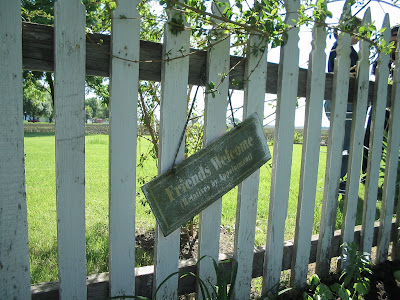 Friends Welcome
(Relatives by Appointment)